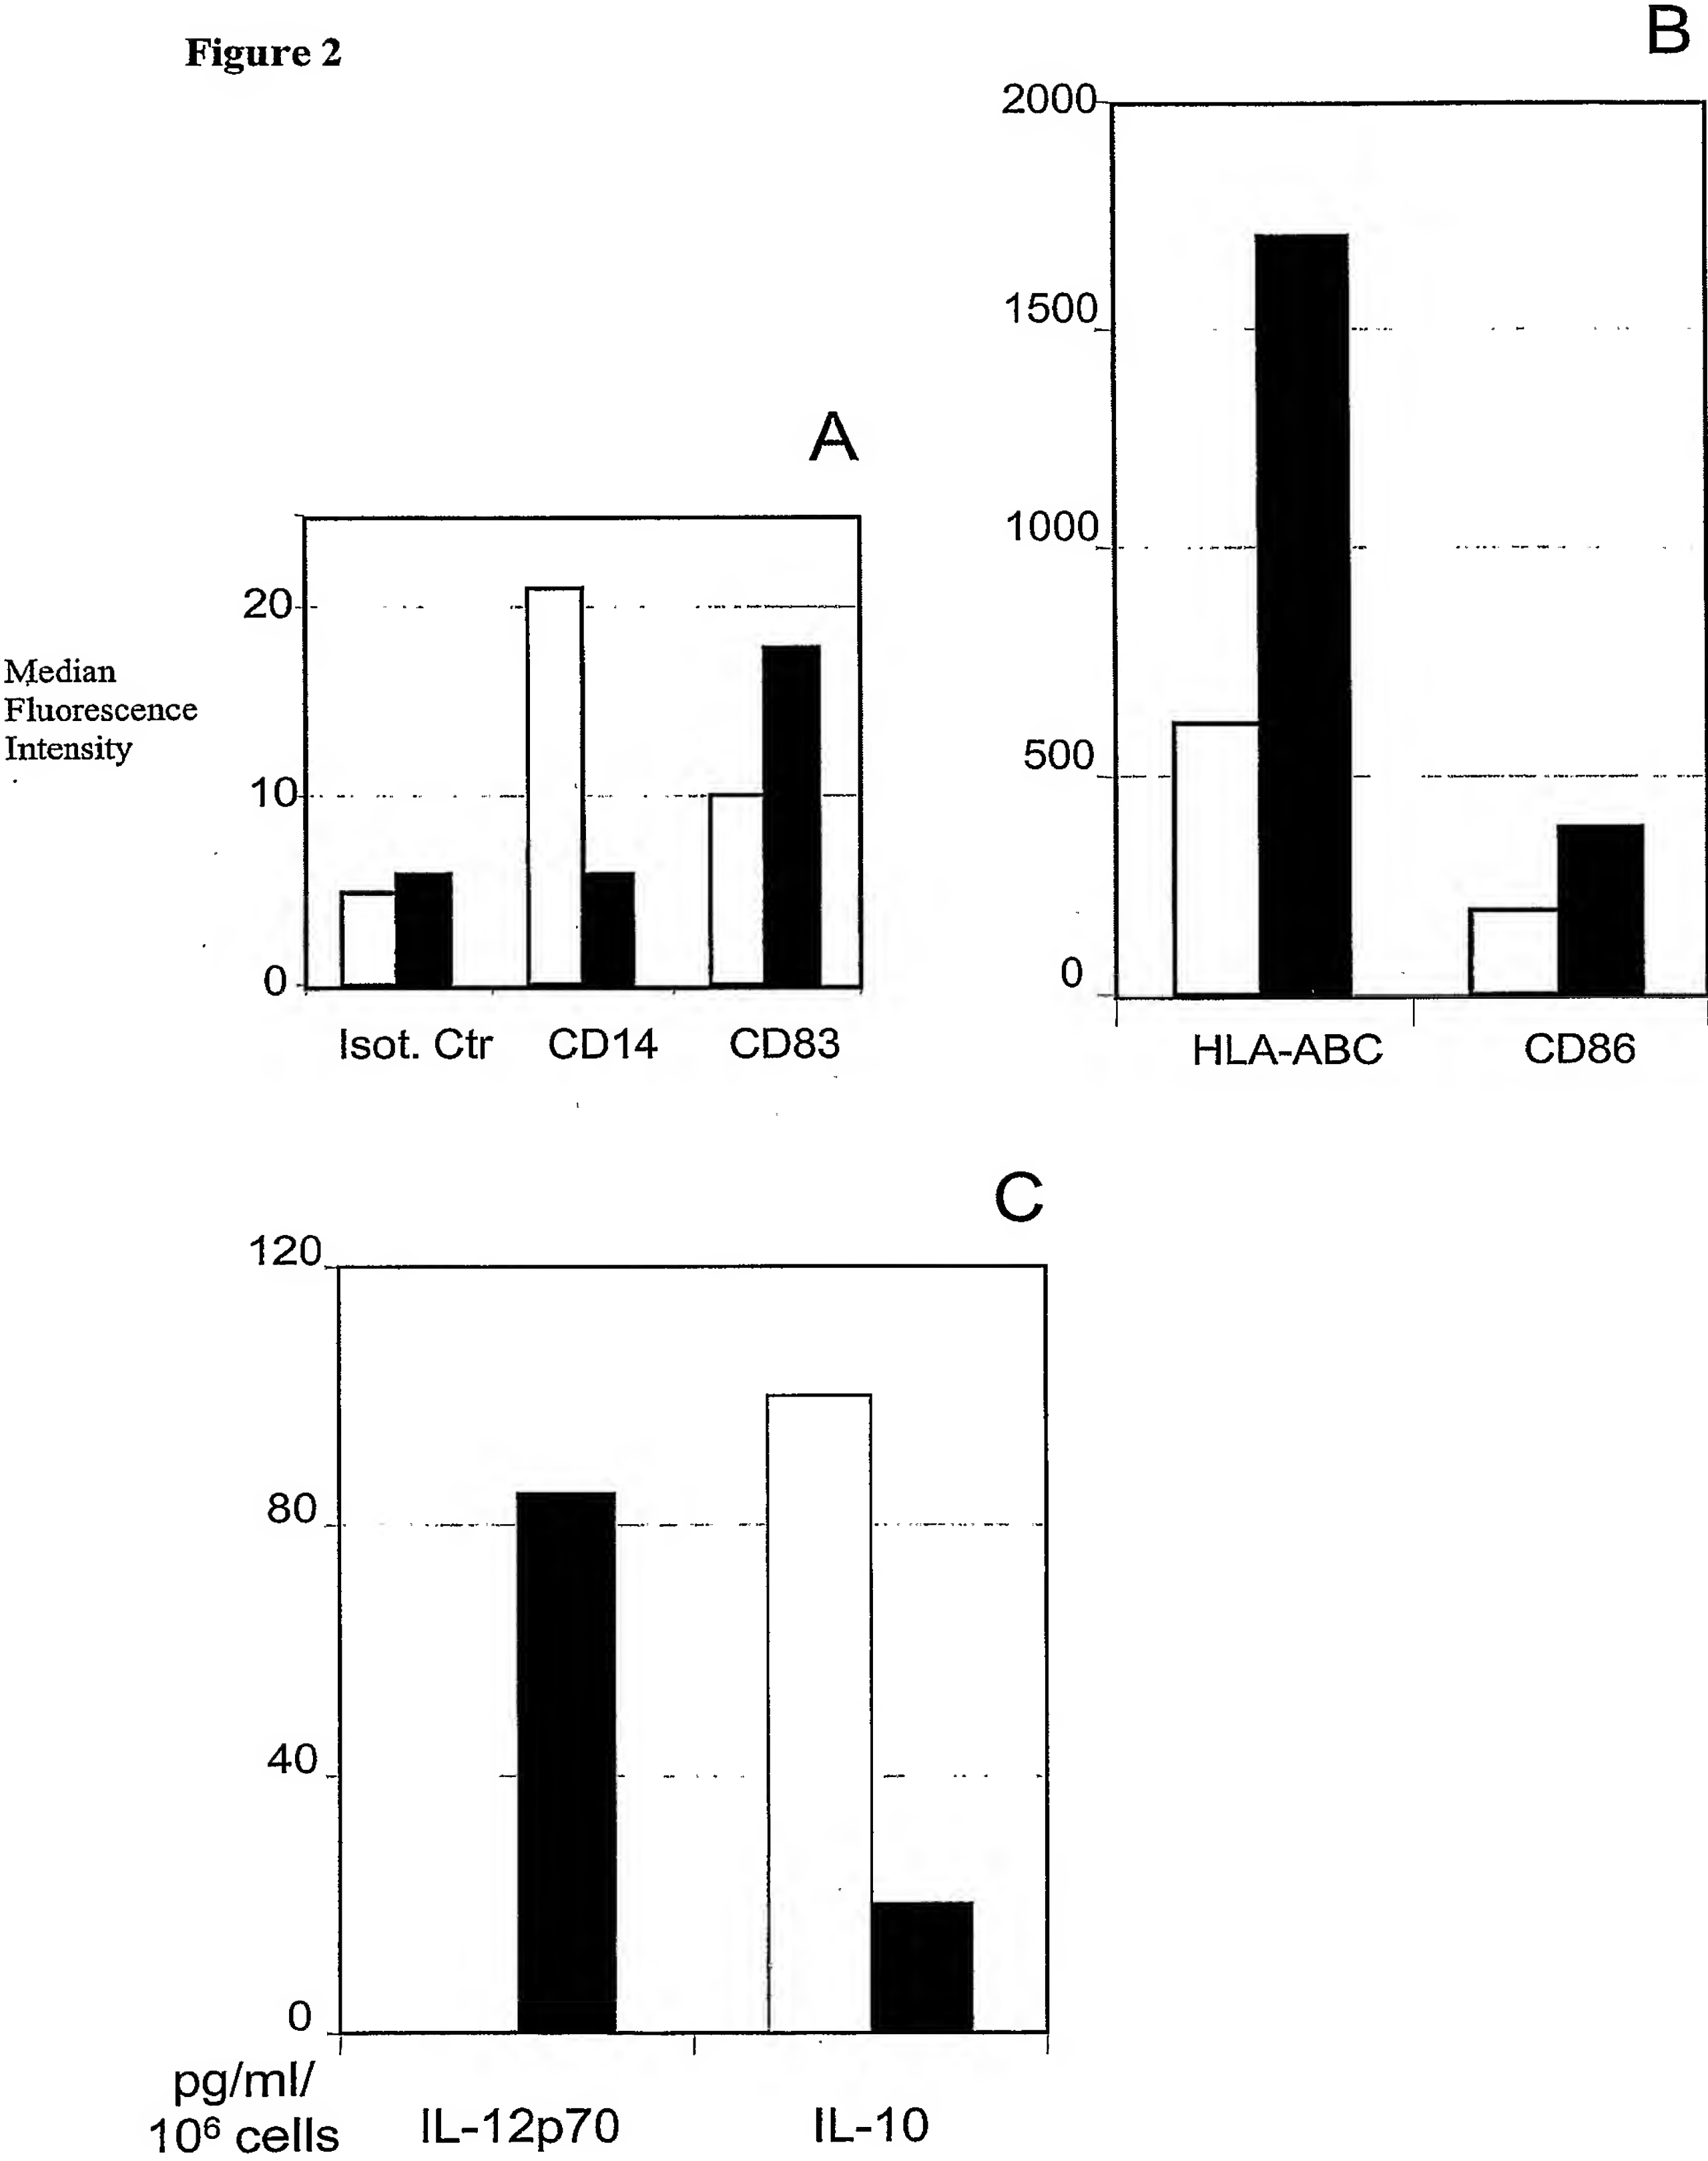 Figure 2
B
2000
1500
1000
500
0
HLA-ABC CD86
A
Median
Fluorescence
Intensity
20
10
0
Isot. Ctr CD14 CD83
C
120
80
40
0
pg/ml/
10⁶ cells
IL-12p70 IL-10